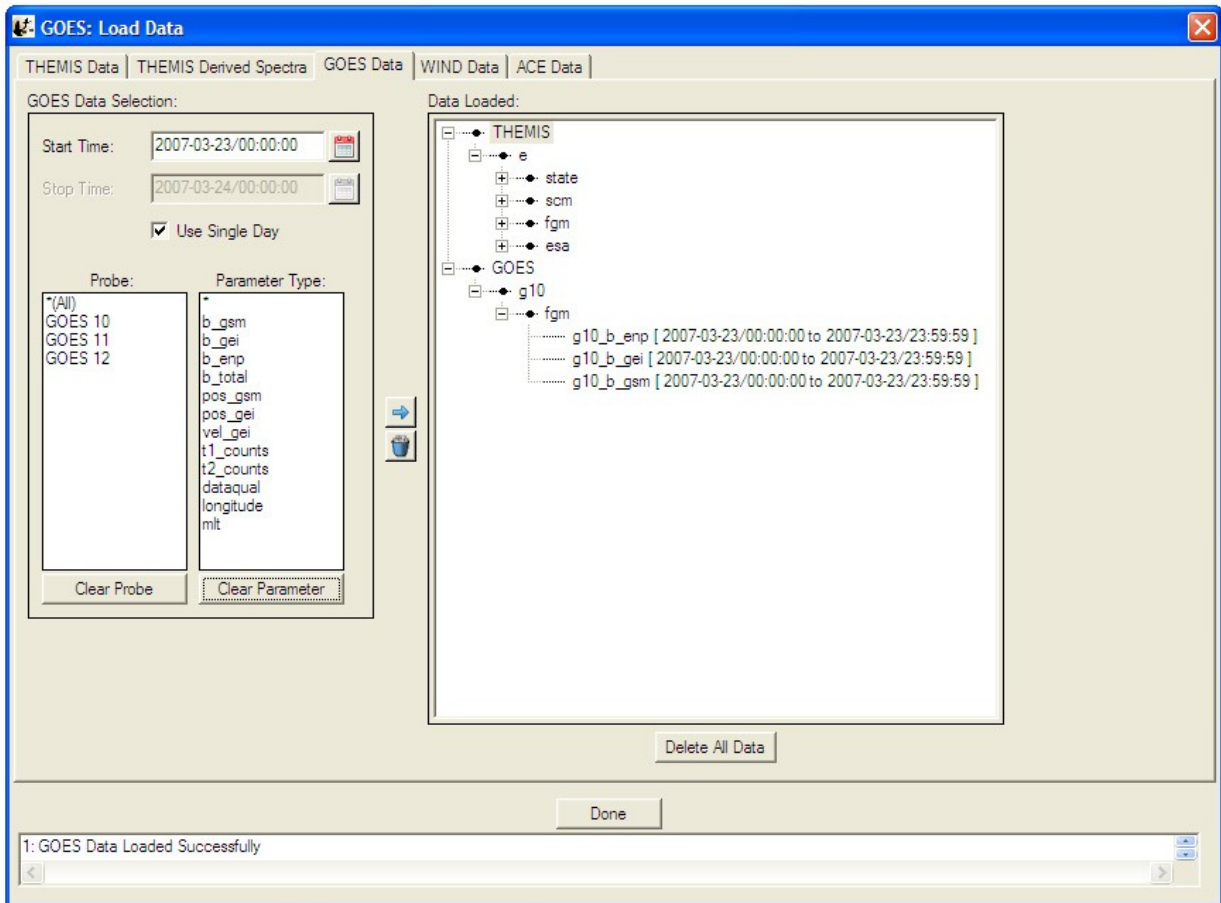 GOES: Load Data
THEMIS Data THEMIS Derived Spectra GOES Data WIND Data ACE Data
GOES Data Selection:
Start Time: 2007-03-23/00:00:00
Stop Time: 2007-03-24/00:00:00
Use Single Day
Probe:
*(All)
GOES 10
GOES 11
GOES 12
Clear Probe
Parameter Type:
*
b_gsm
b_gei
b_enp
b_total
pos_gsm
pos_gei
vel_gei
t1_counts
t2_counts
dataqual
longitude
mlt
Clear Parameter
Data Loaded:
THEMIS
e
state
scm
fgm
esa
GOES
g10
fgm
g10_b_enp [ 2007-03-23/00:00:00 to 2007-03-23/23:59:59 ]
g10_b_gei [ 2007-03-23/00:00:00 to 2007-03-23/23:59:59 ]
g10_b_gsm [ 2007-03-23/00:00:00 to 2007-03-23/23:59:59 ]
Delete All Data
Done
1: GOES Data Loaded Successfully